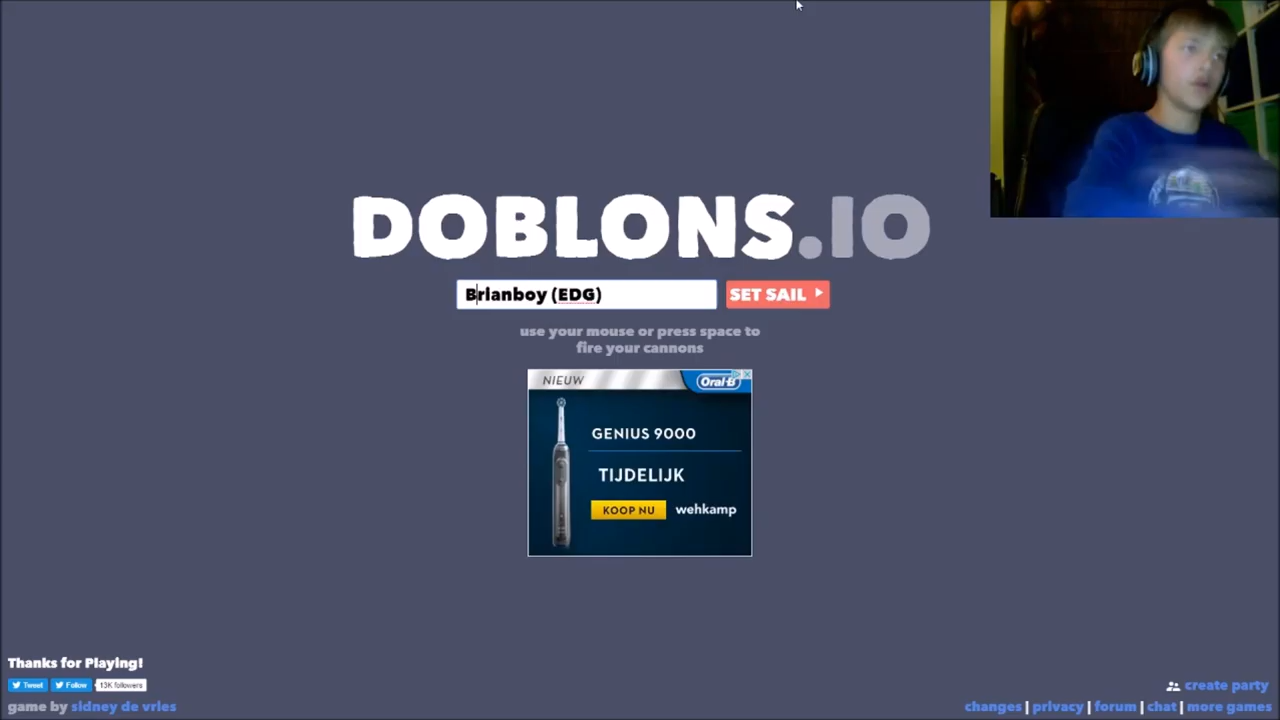 DOBLONS.IO
Brianboy (EDG)
SET SAIL
use your mouse or press space to
fire your cannons
NIEUW
Oral-B
GENIUS 9000
TIJDELIJK
KOOP NU
wehkamp
Thanks for Playing!
Tweet
Follow
13K followers
create party
game by sidney de vries
changes | privacy | forum | chat | more games